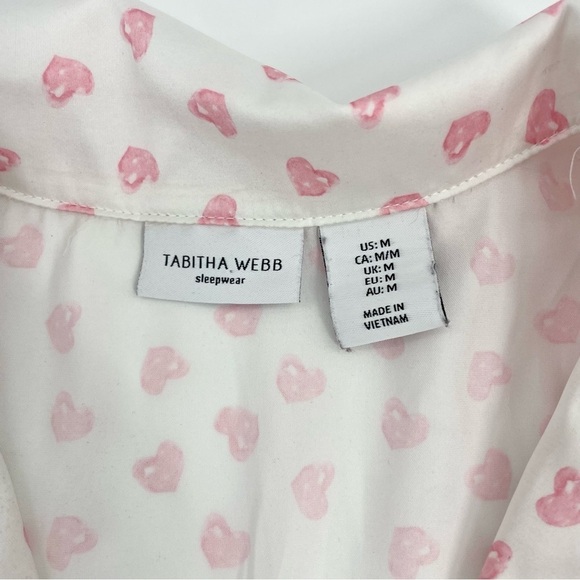 TABITHA WEBB
sleepwear
US: M
CA: M/M
UK: M
EU: M
AU: M
MADE IN
VIETNAM